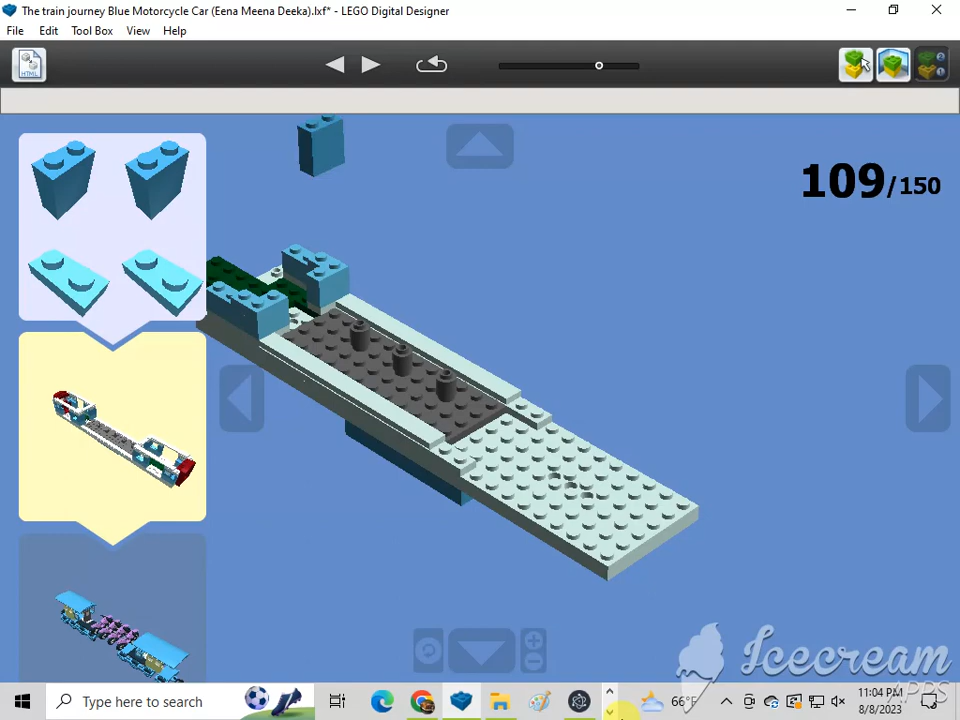 The train journey Blue Motorcycle Car (Eena Meena Deeka).lxf* - LEGO Digital Designer
File Edit Tool Box View Help
HTML
109/150
Icecream
APPS
Type here to search
66°F
11:04 PM
8/8/2023